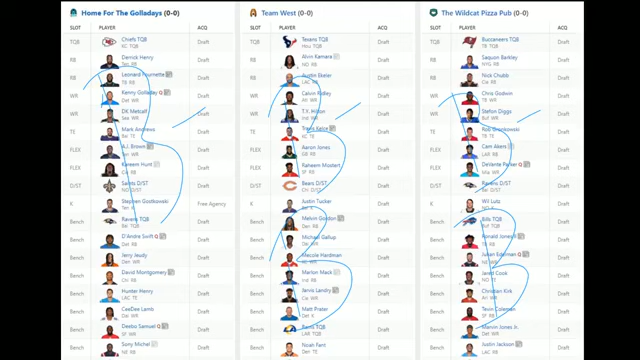 Home For The Golladays (0-0)
SLOT PLAYER ACQ
TQB Chiefs TQB Draft
KC TQB
RB Derrick Henry Draft
Ten RB
RB Leonard Fournette Draft
TB RB
WR Kenny Golladay Q Draft
Det WR
WR DK Metcalf Draft
Sea WR
TE Mark Andrews Draft
Bal TE
FLEX A.J. Brown Draft
Ten WR
FLEX Kareem Hunt Draft
Cle RB
D/ST Saints D/ST Draft
NO D/ST
K Stephen Gostkowski Free Agency
Ten K
Bench Ravens TQB Draft
Bal TQB
Bench D'Andre Swift Q Draft
Det RB
Bench Jerry Jeudy Draft
Den WR
Bench David Montgomery Draft
Chi RB
Bench Hunter Henry Draft
LAC TE
Bench CeeDee Lamb Draft
Dal WR
Bench Deebo Samuel Q Draft
SF WR
Bench Sony Michel Draft
Team West (0-0)
SLOT PLAYER ACQ
TQB Texans TQB Draft
Hou TQB
RB Alvin Kamara Draft
NO RB
RB Austin Ekeler Draft
LAC RB
WR Calvin Ridley Draft
Atl WR
WR T.Y. Hilton Draft
Ind WR
TE Travis Kelce Draft
KC TE
FLEX Aaron Jones Draft
GB RB
FLEX Raheem Mostert Draft
SF RB
D/ST Bears D/ST Draft
Chi D/ST
K Justin Tucker Draft
Bal K
Bench Melvin Gordon Draft
Den RB
Bench Michael Gallup Draft
Dal WR
Bench Mecole Hardman Draft
KC WR
Bench Marlon Mack Draft
Ind RB
Bench Jarvis Landry Draft
Cle WR
Bench Matt Prater Draft
Det K
Bench Rams TQB Draft
LAR TQB
Bench Noah Fant Draft
Den TE
The Wildcat Pizza Pub (0-0)
SLOT PLAYER ACQ
TQB Buccaneers TQB Draft
TB TQB
RB Saquon Barkley Draft
NYG RB
RB Nick Chubb Draft
Cle RB
WR Chris Godwin Draft
TB WR
WR Stefon Diggs Draft
Buf WR
TE Rob Gronkowski Draft
TB TE
FLEX Cam Akers Draft
LAR RB
FLEX DeVante Parker Q Draft
Mia WR
D/ST Ravens D/ST Draft
Bal D/ST
K Wil Lutz Draft
NO K
Bench Bills TQB Draft
Buf TQB
Bench Ronald Jones II Draft
TB RB
Bench Julian Edelman Q Draft
NE WR
Bench Jared Cook Draft
NO TE
Bench Christian Kirk Draft
Ari WR
Bench Tevin Coleman Draft
SF RB
Bench Marvin Jones Jr. Draft
Det WR
Bench Justin Jackson Draft
LAC RB